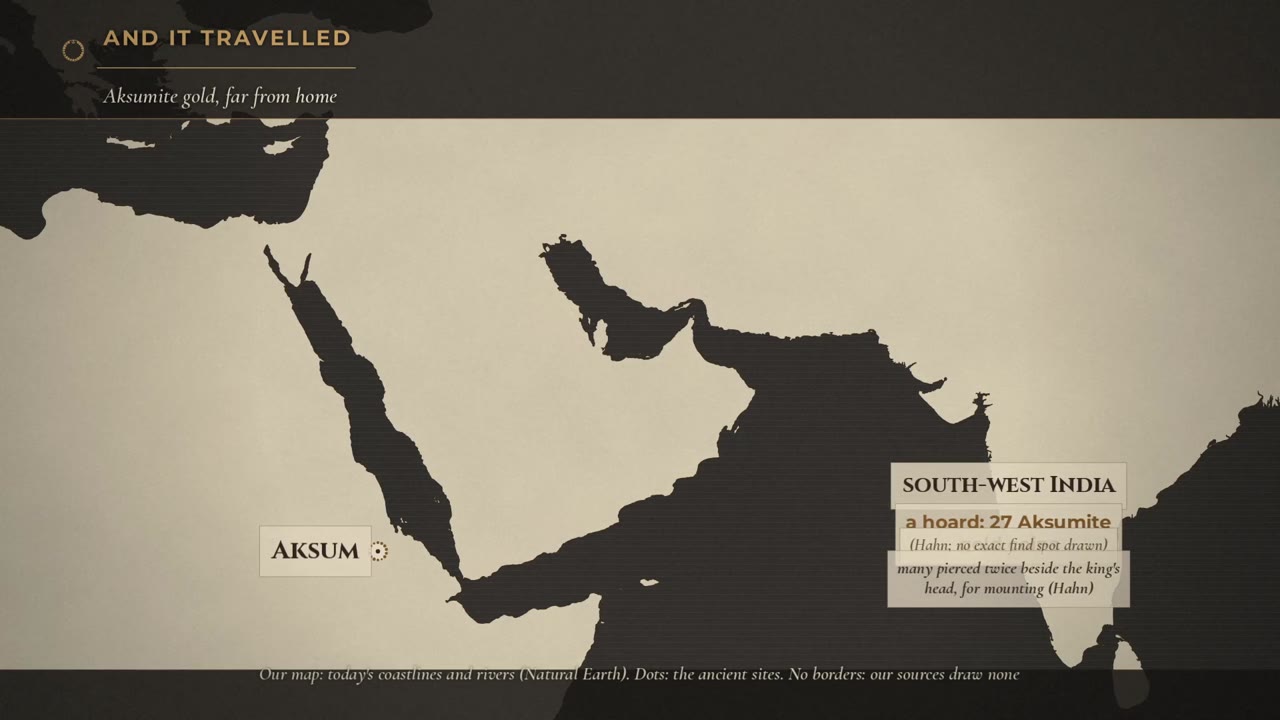 AND IT TRAVELLED
Aksumite gold, far from home
SOUTH-WEST INDIA
a hoard: 27 Aksumite
(Hahn: no exact find spot drawn)
many pierced twice beside the king's
head, for mounting (Hahn)
AKSUM
Our map: today's coastlines and rivers (Natural Earth). Dots: the ancient sites. No borders: our sources draw none